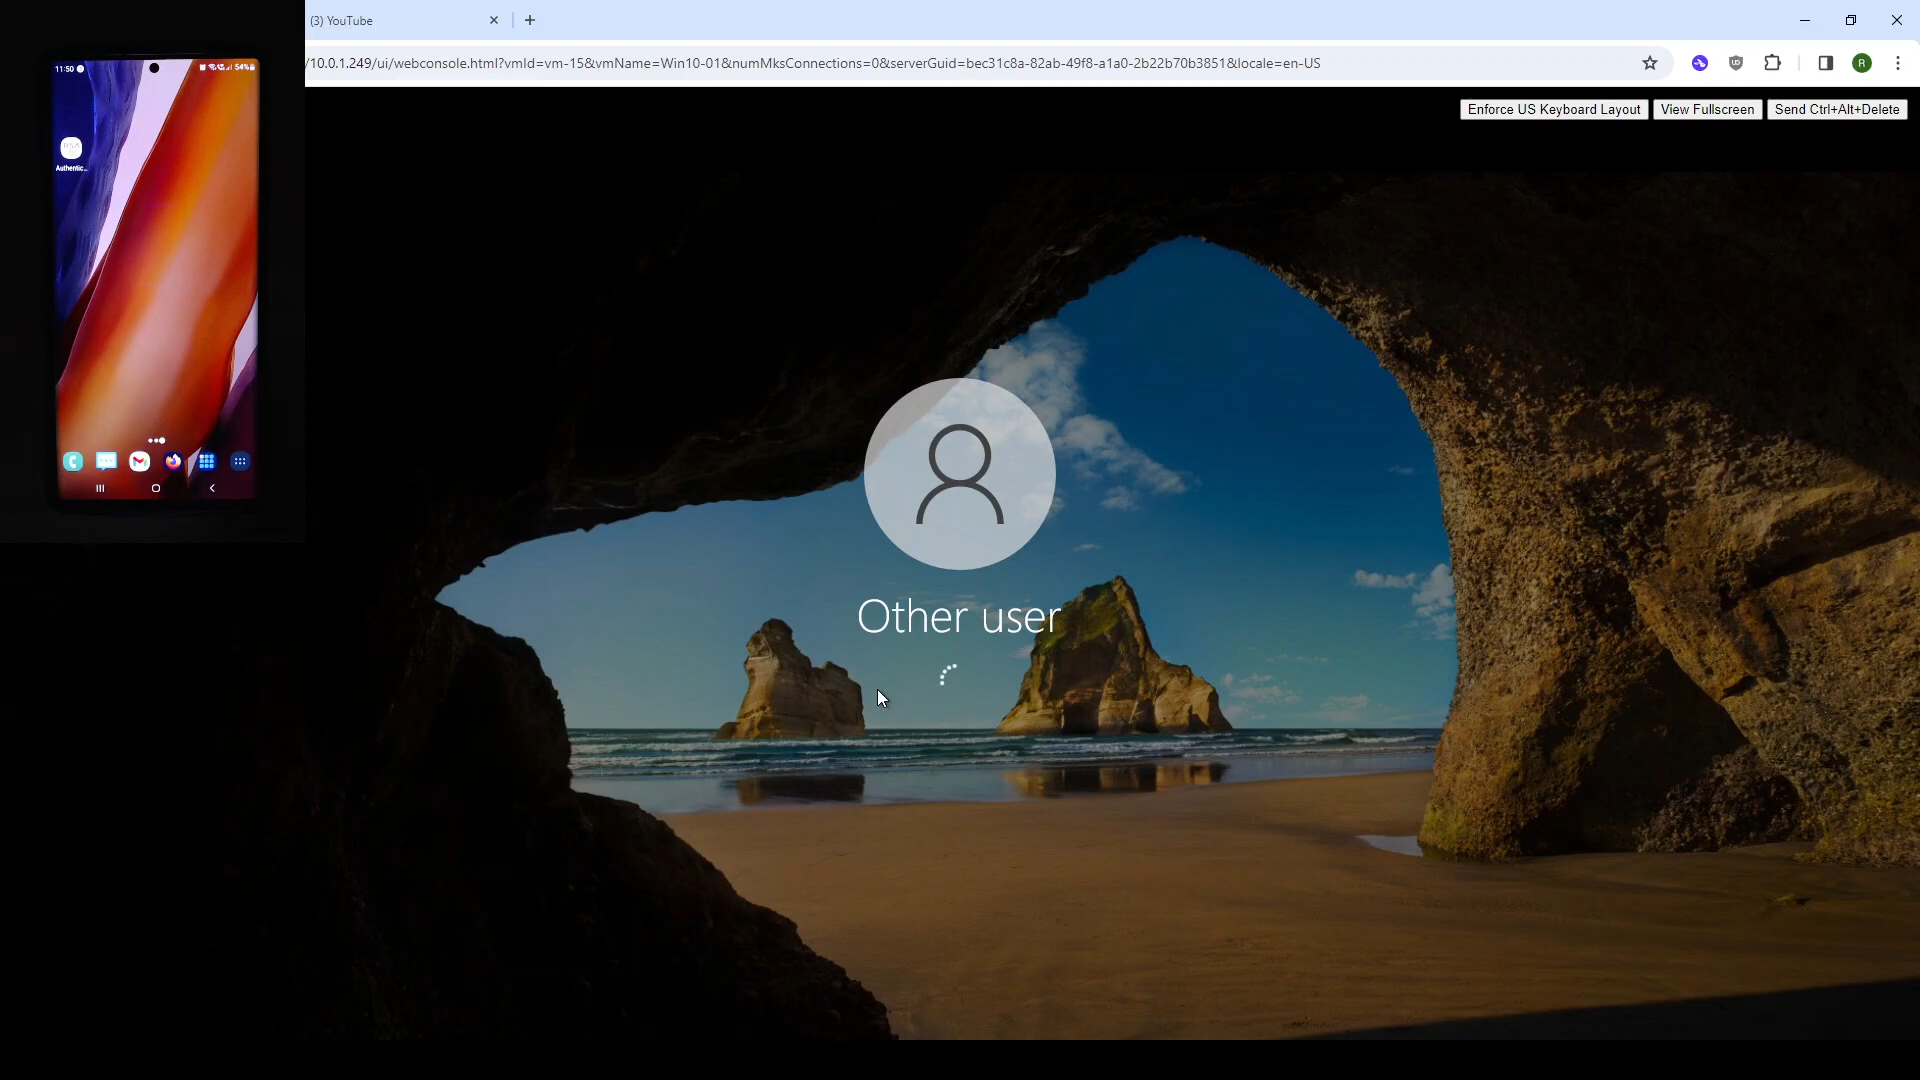 (3) YouTube
/10.0.1.249/ui/webconsole.html?vmId=vm-15&vmName=Win10-01&numMksConnections=0&serverGuid=bec31c8a-82ab-49f8-a1a0-2b22b70b3851&locale=en-US
R
Enforce US Keyboard Layout
View Fullscreen
Send Ctrl+Alt+Delete
11:50
54%
RSA
Authentic...
Other user